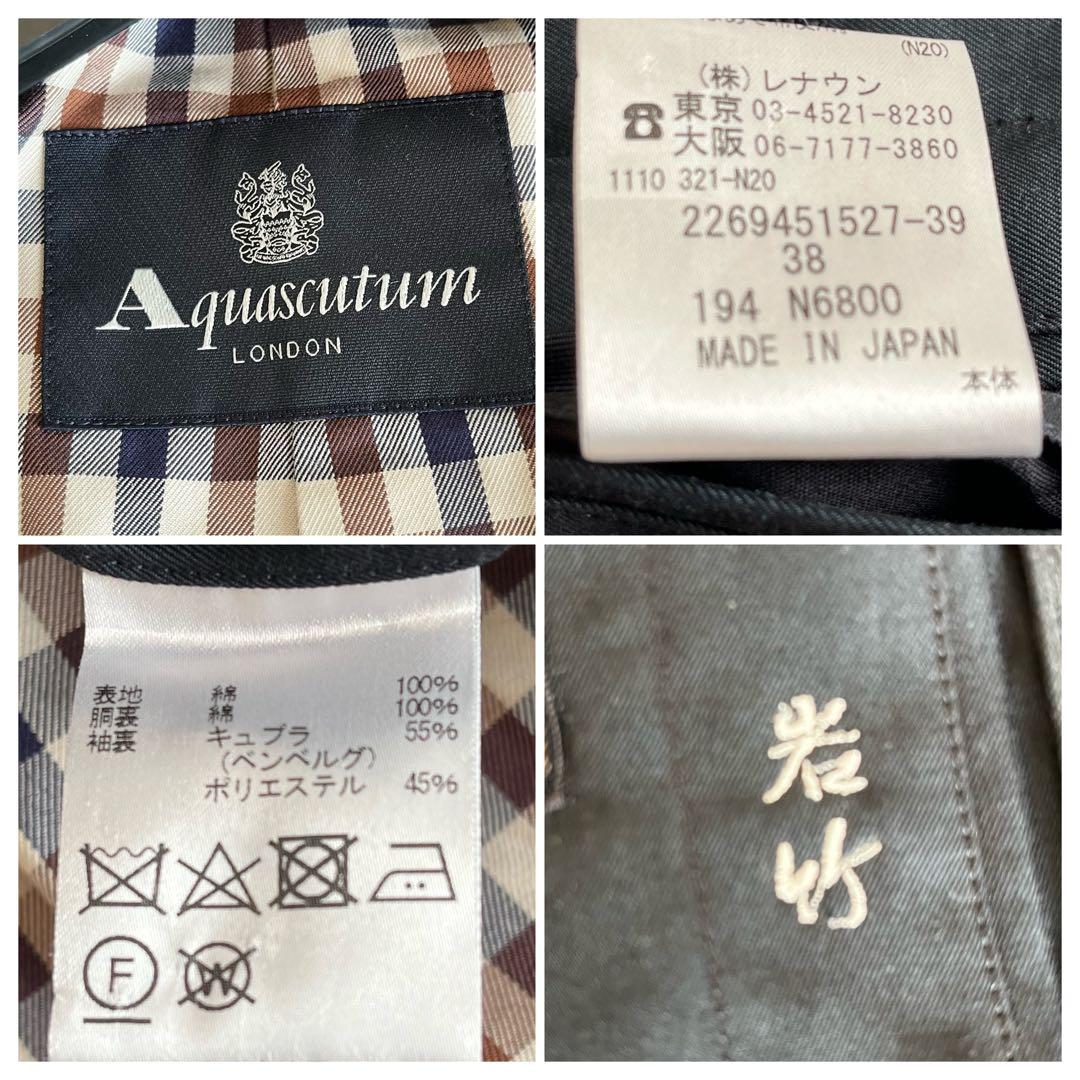 Aquascutum
LONDON
(N20)
(株)レナウン
☎東京 03-4521-8230
大阪 06-7177-3860
1110 321-N20
2269451527-39
38
194 N6800
MADE IN JAPAN
本体
表地 綿 100%
胴裏 綿 100%
袖裏 キュプラ 55%
(ベンベルグ)
ポリエステル 45%
F
W
岩
竹